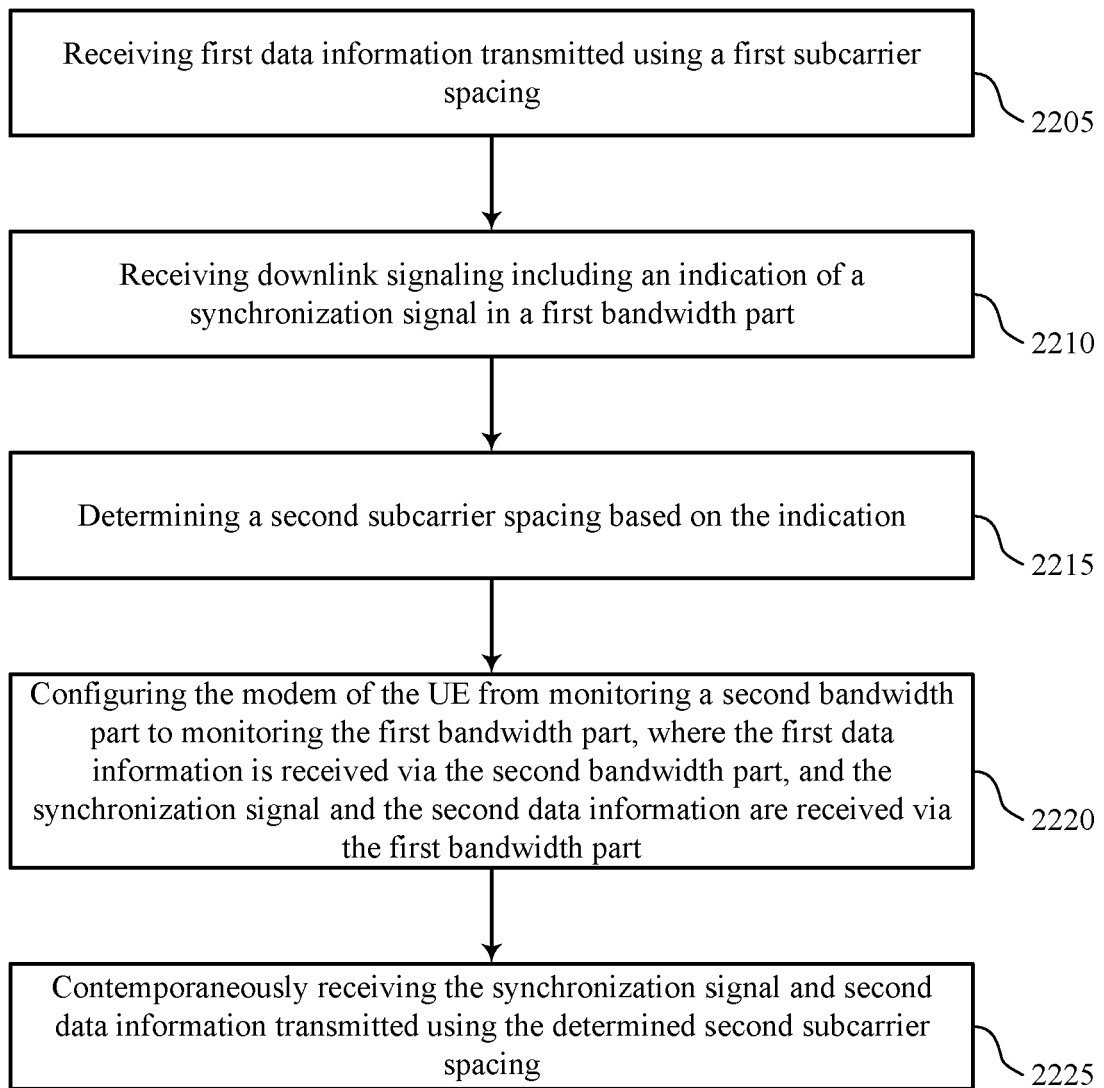 Receiving first data information transmitted using a first subcarrier
spacing
2205
Receiving downlink signaling including an indication of a
synchronization signal in a first bandwidth part
2210
Determining a second subcarrier spacing based on the indication
2215
Configuring the modem of the UE from monitoring a second bandwidth
part to monitoring the first bandwidth part, where the first data
information is received via the second bandwidth part, and the
synchronization signal and the second data information are received via
the first bandwidth part
2220
Contemporaneously receiving the synchronization signal and second
data information transmitted using the determined second subcarrier
spacing
2225